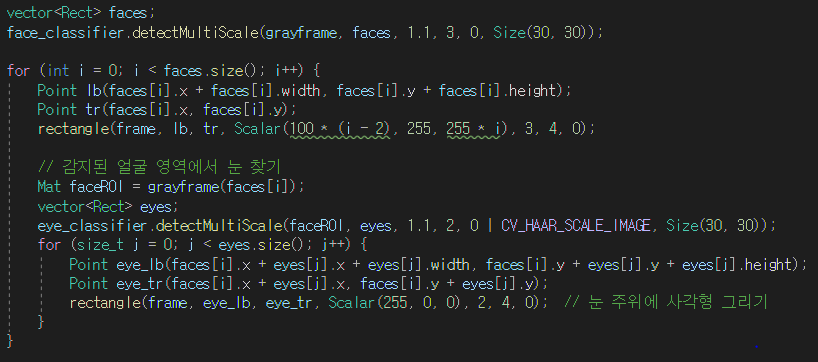 vector<Rect> faces;
face_classifier.detectMultiScale(grayframe, faces, 1.1, 3, 0, Size(30, 30));
for (int i = 0; i < faces.size(); i++) {
Point lb(faces[i].x + faces[i].width, faces[i].y + faces[i].height);
Point tr(faces[i].x, faces[i].y);
rectangle(frame, lb, tr, Scalar(100 * (i - 2), 255, 255 * i), 3, 4, 0);
// 감지된 얼굴 영역에서 눈 찾기
Mat faceROI = grayframe(faces[i]);
vector<Rect> eyes;
eye_classifier.detectMultiScale(faceROI, eyes, 1.1, 2, 0 | CV_HAAR_SCALE_IMAGE, Size(30, 30));
for (size_t j = 0; j < eyes.size(); j++) {
Point eye_lb(faces[i].x + eyes[j].x + eyes[j].width, faces[i].y + eyes[j].y + eyes[j].height);
Point eye_tr(faces[i].x + eyes[j].x, faces[i].y + eyes[j].y);
rectangle(frame, eye_lb, eye_tr, Scalar(255, 0, 0), 2, 4, 0); // 눈 주위에 사각형 그리기
}
}